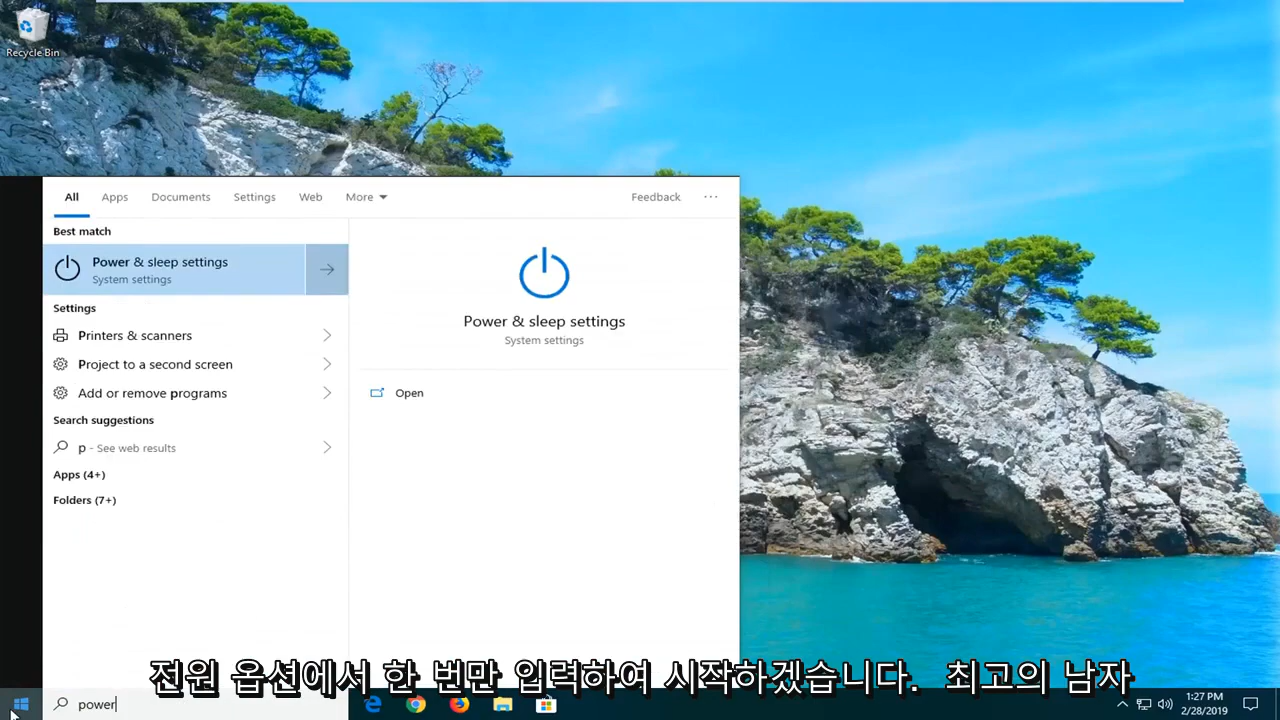 Recycle Bin
All
Apps
Documents
Settings
Web
More
Feedback
Best match
Power & sleep settings
System settings
Settings
Printers & scanners
Project to a second screen
Add or remove programs
Search suggestions
p - See web results
Apps (4+)
Folders (7+)
Power & sleep settings
System settings
Open
전원 옵션에서 한 번만 입력하여 시작하겠습니다. 최고의 남자
power
1:27 PM
2/28/2019